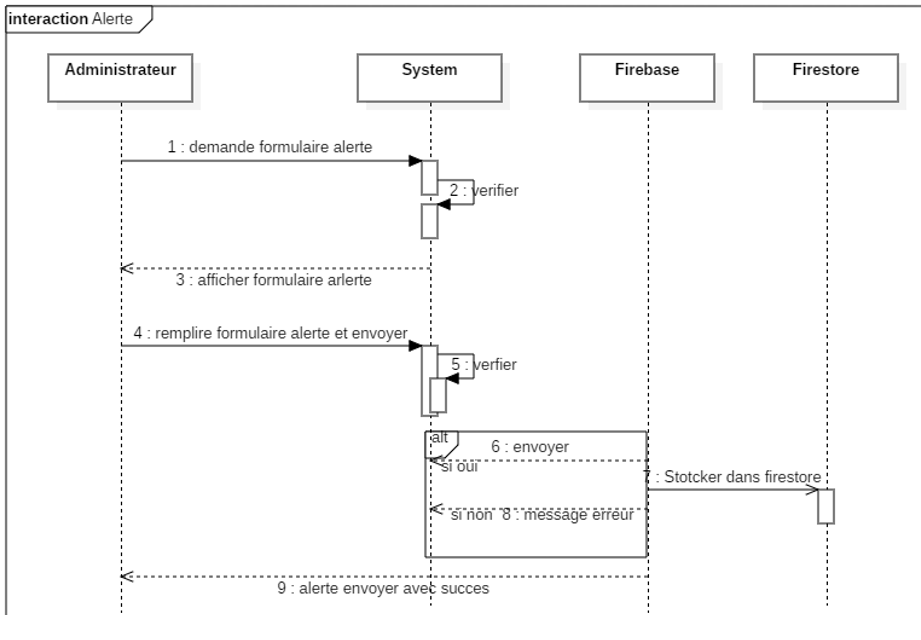 interaction Alerte
Administrateur
System
Firebase
Firestore
1 : demande formulaire alerte
2 : verifier
3 : afficher formulaire arlerte
4 : remplire formulaire alerte et envoyer
5 : verfier
alt
6 : envoyer
si oui
7 : Stotcker dans firestore
si non
8 : message erreur
9 : alerte envoyer avec succes